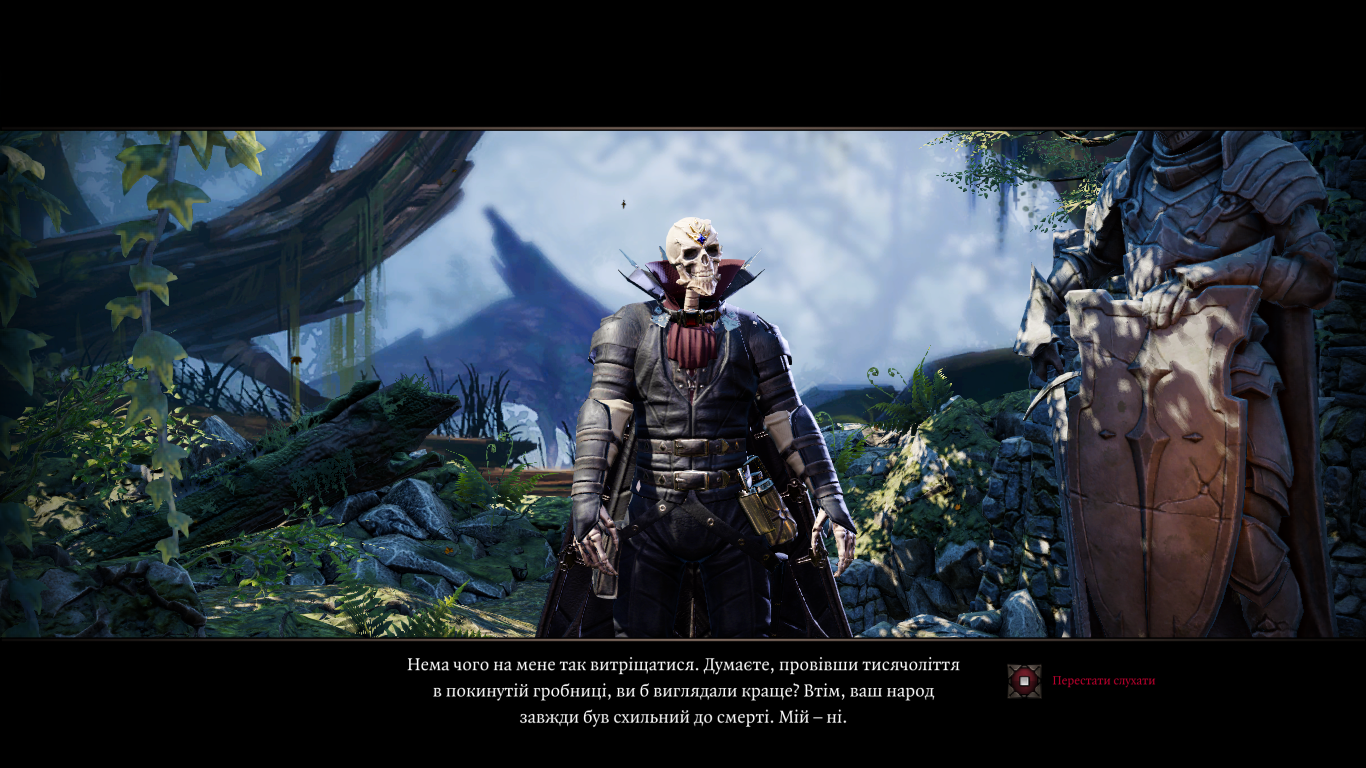 Нема чого на мене так витріщатися. Думаєте, провівши тисячоліття
в покинутій гробниці, ви б виглядали краще? Втім, ваш народ
завжди був схильний до смерті. Мій – ні.
Перестати слухати